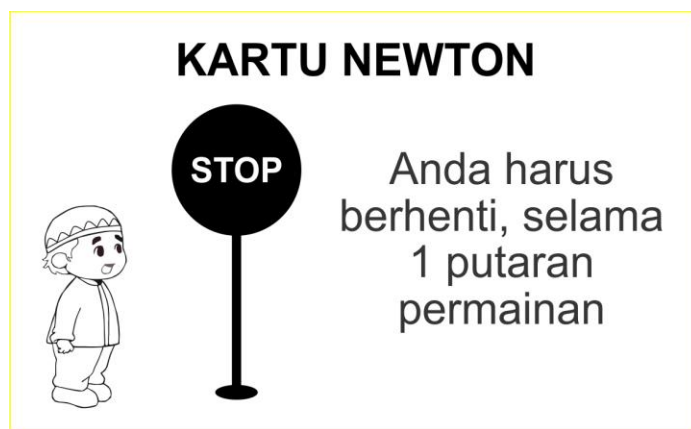 KARTU NEWTON
STOP
Anda harus
berhenti, selama
1 putaran
permainan